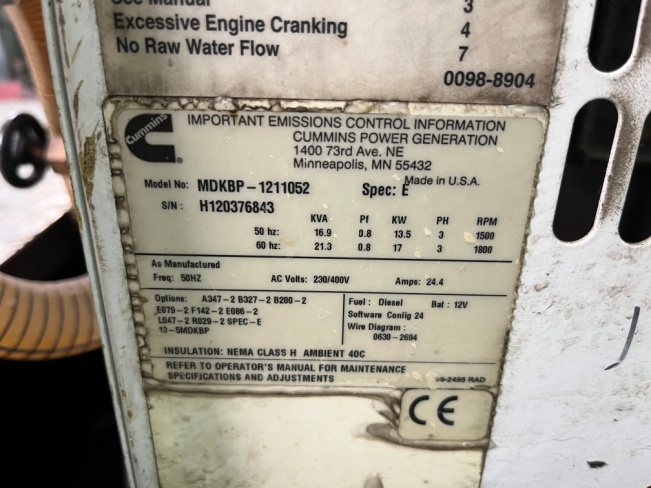 See Manual 3
Excessive Engine Cranking 4
No Raw Water Flow 7
0098-8904
Cummins
IMPORTANT EMISSIONS CONTROL INFORMATION
CUMMINS POWER GENERATION
1400 73rd Ave. NE
Minneapolis, MN 55432
Made in U.S.A.
Model No: MDKBP-1211052 Spec: E
S/N : H120376843
KVA Pf KW PH RPM
50 hz: 16.9 0.8 13.5 3 1500
60 hz: 21.3 0.8 17 3 1800
As Manufactured
Freq: 50HZ AC Volts: 230/400V Amps: 24.4
Options: A347-2 B327-2 B200-2
E079-2 F142-2 E086-2
L047-2 R029-2 SPEC-E
13-5MDKBP
Fuel : Diesel Bat : 12V
Software Config 24
Wire Diagram :
0630-2694
INSULATION: NEMA CLASS H AMBIENT 40C
REFER TO OPERATOR'S MANUAL FOR MAINTENANCE
SPECIFICATIONS AND ADJUSTMENTS
99-2495 RAD
CE